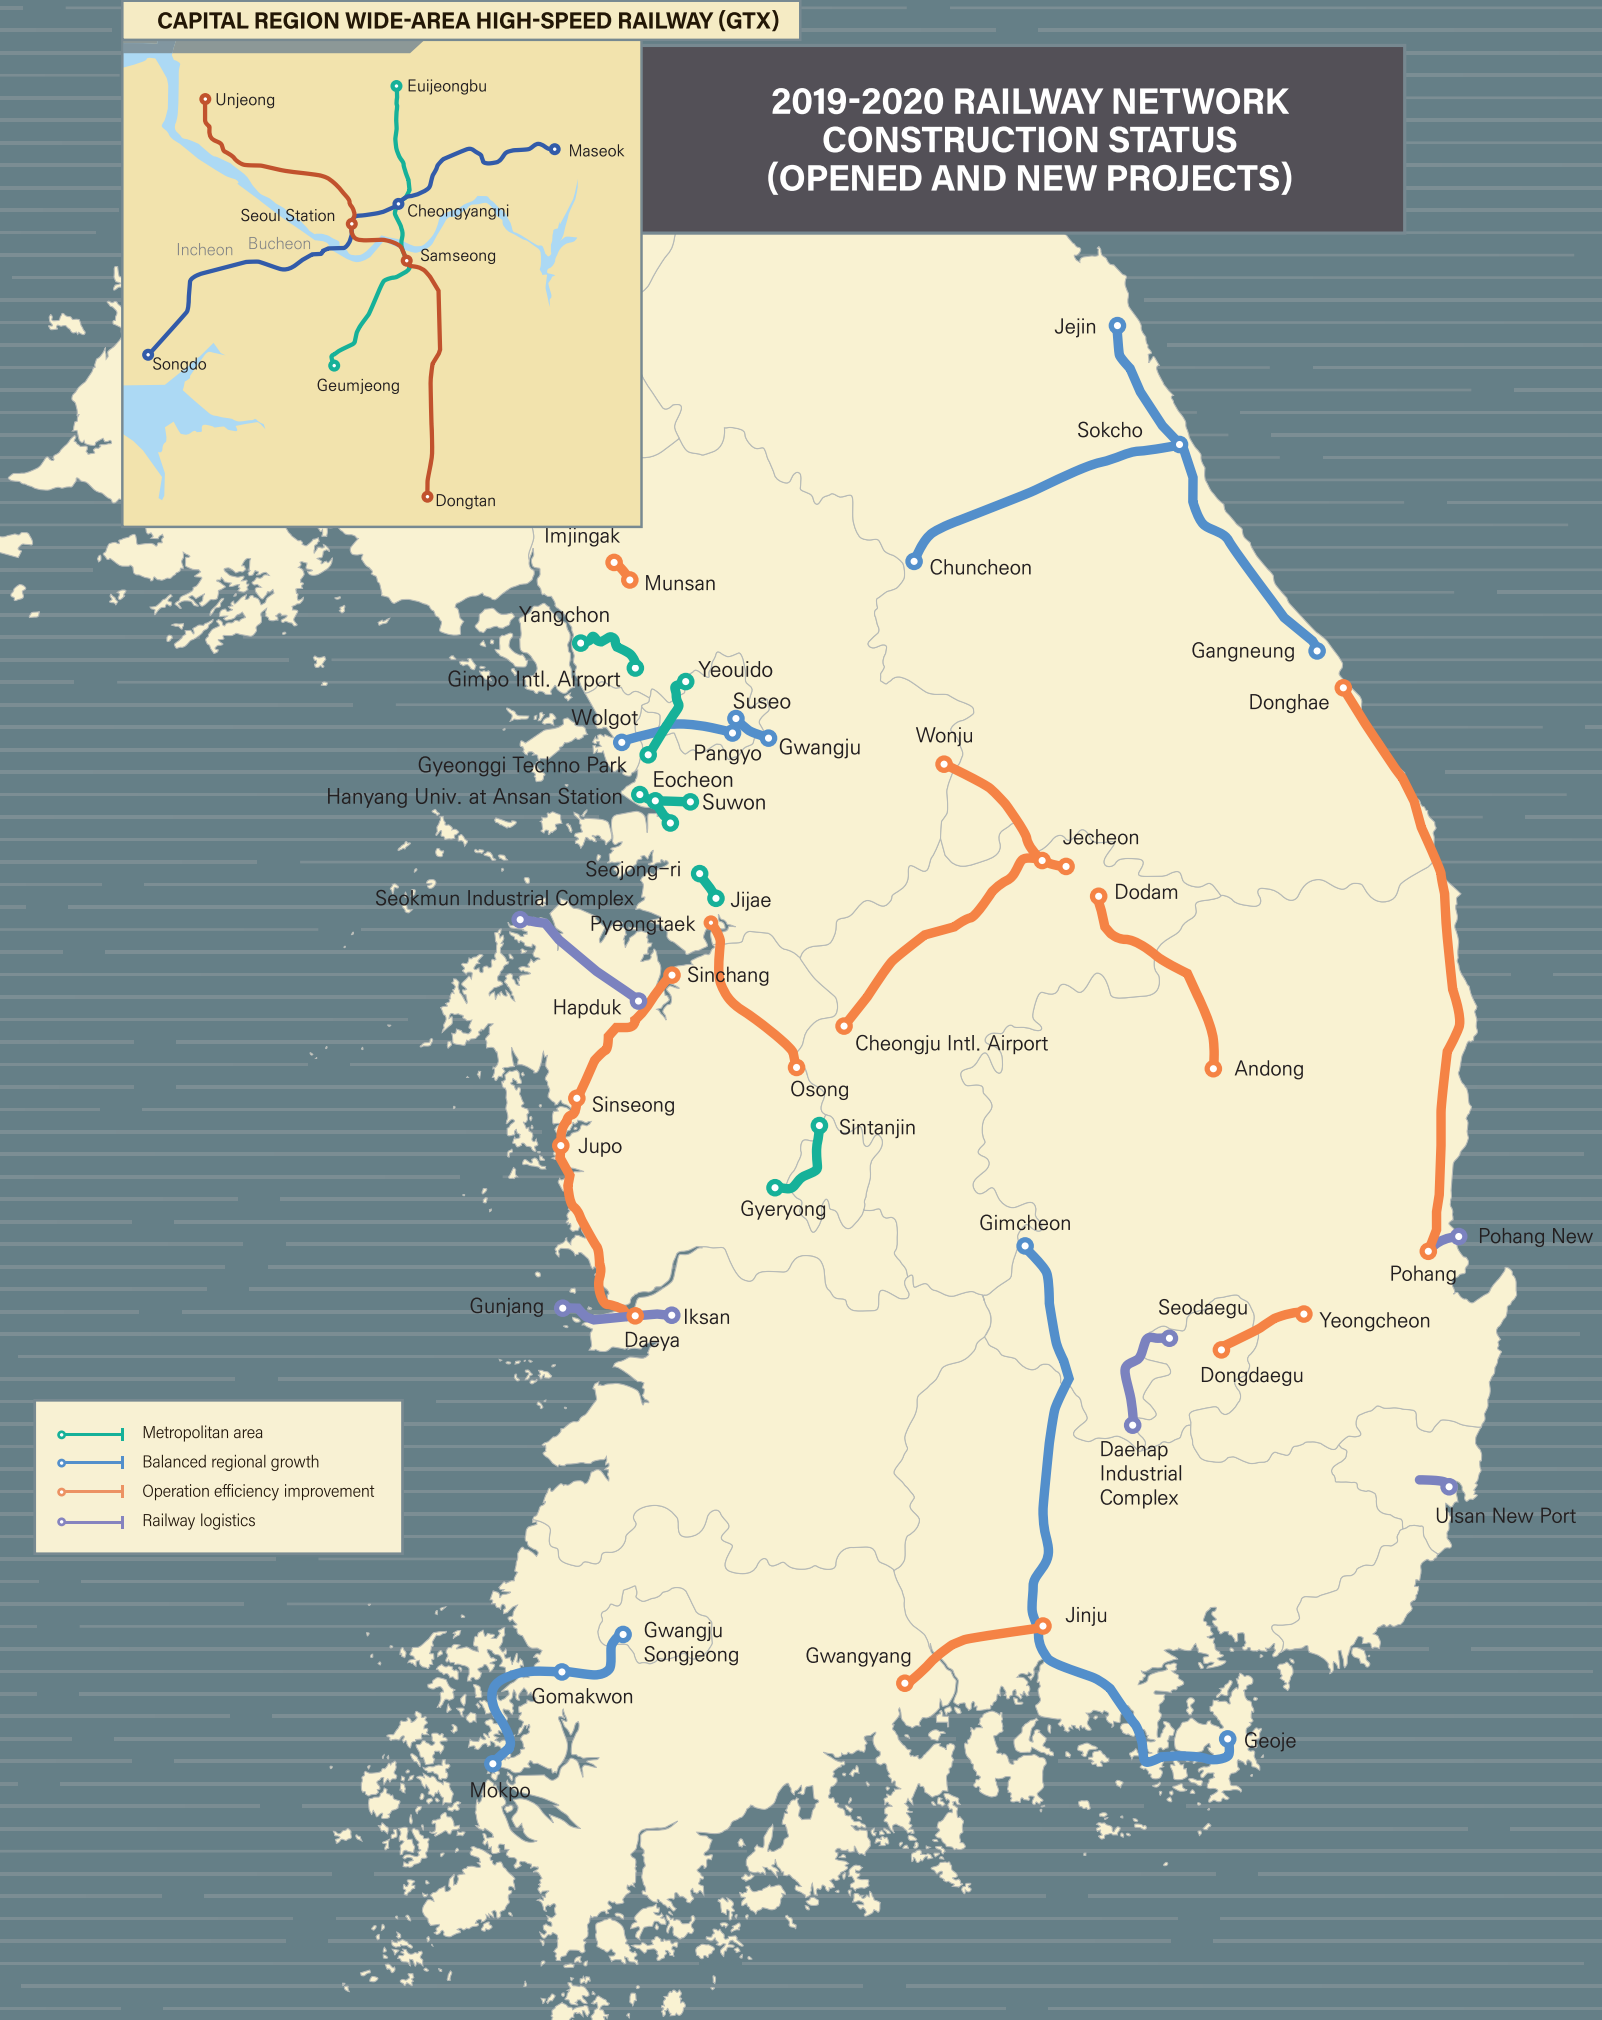 CAPITAL REGION WIDE-AREA HIGH-SPEED RAILWAY (GTX)
2019-2020 RAILWAY NETWORK
CONSTRUCTION STATUS
(OPENED AND NEW PROJECTS)
Unjeong
Euijeongbu
Maseok
Seoul Station
Cheongyangni
Incheon
Bucheon
Samseong
Songdo
Geumjeong
Dongtan
Jejin
Sokcho
Imjingak
Chuncheon
Munsan
Yangchon
Gangneung
Gimpo Intl. Airport
Yeouido
Suseo
Donghae
Wolgot
Wonju
Pangyo
Gwangju
Gyeonggi Techno Park
Eocheon
Hanyang Univ. at Ansan Station
Suwon
Jecheon
Seojong-ri
Dodam
Seokmun Industrial Complex
Jijae
Pyeongtaek
Sinchang
Hapduk
Cheongju Intl. Airport
Andong
Osong
Sinseong
Sintanjin
Jupo
Gyeryong
Gimcheon
Pohang New
Pohang
Gunjang
Iksan
Seodaegu
Yeongcheon
Daeya
Dongdaegu
Metropolitan area
Balanced regional growth
Operation efficiency improvement
Railway logistics
Daehap
Industrial
Complex
Ulsan New Port
Jinju
Gwangju
Songjeong
Gwangyang
Gomakwon
Geoje
Mokpo